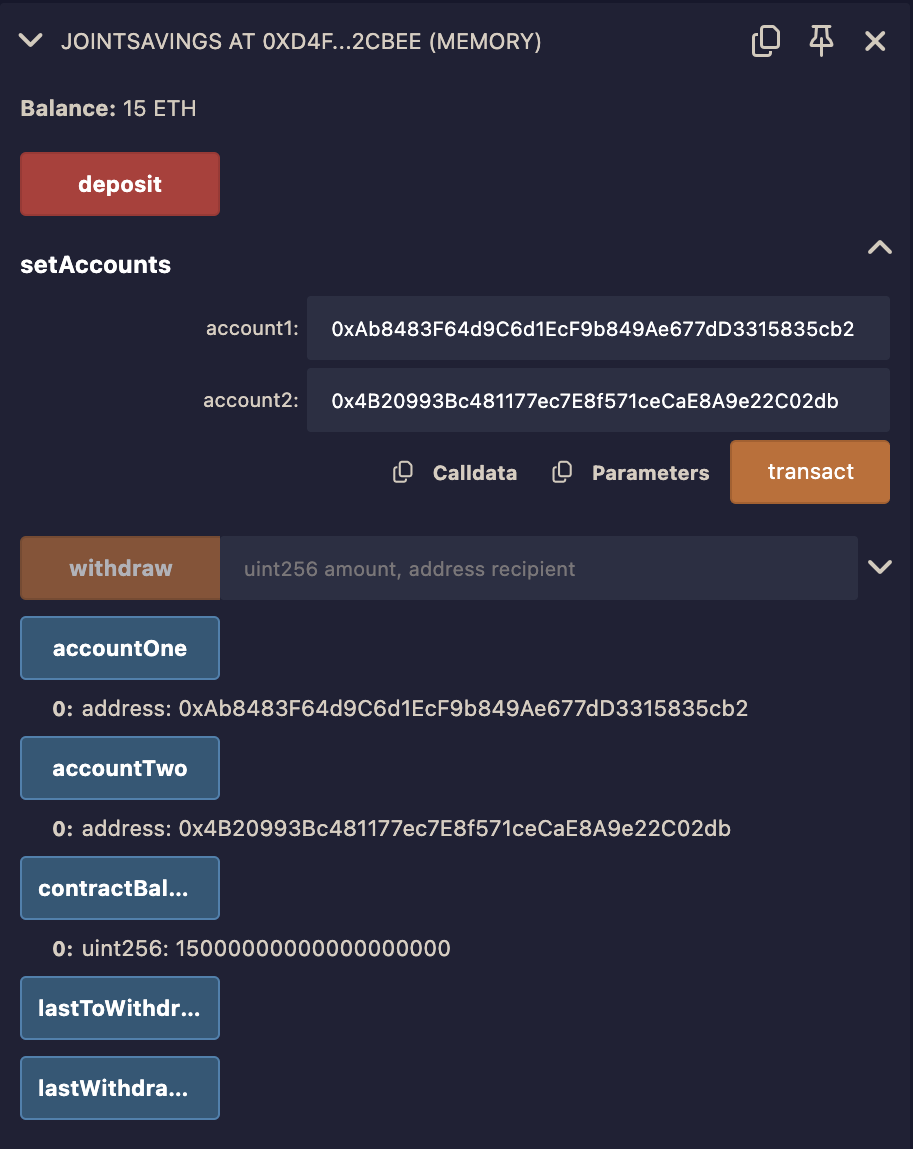 JOINTSAVINGS AT 0XD4F...2CBEE (MEMORY)
Balance: 15 ETH
deposit
setAccounts
account1: 0xAb8483F64d9C6d1EcF9b849Ae677dD3315835cb2
account2: 0x4B20993Bc481177ec7E8f571ceCaE8A9e22C02db
Calldata Parameters transact
withdraw uint256 amount, address recipient
accountOne
0: address: 0xAb8483F64d9C6d1EcF9b849Ae677dD3315835cb2
accountTwo
0: address: 0x4B20993Bc481177ec7E8f571ceCaE8A9e22C02db
contractBal...
0: uint256: 15000000000000000000
lastToWithdr...
lastWithdra...